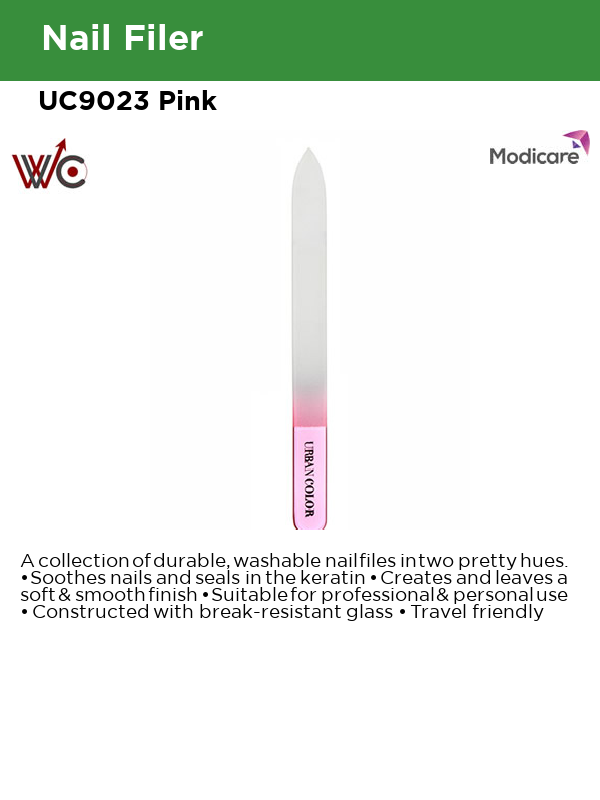 Nail Filer
UC9023 Pink
WC
Modicare
URBAN COLOR
A collection of durable, washable nail files in two pretty hues.
• Soothes nails and seals in the keratin • Creates and leaves a
soft & smooth finish • Suitable for professional & personal use
• Constructed with break-resistant glass • Travel friendly